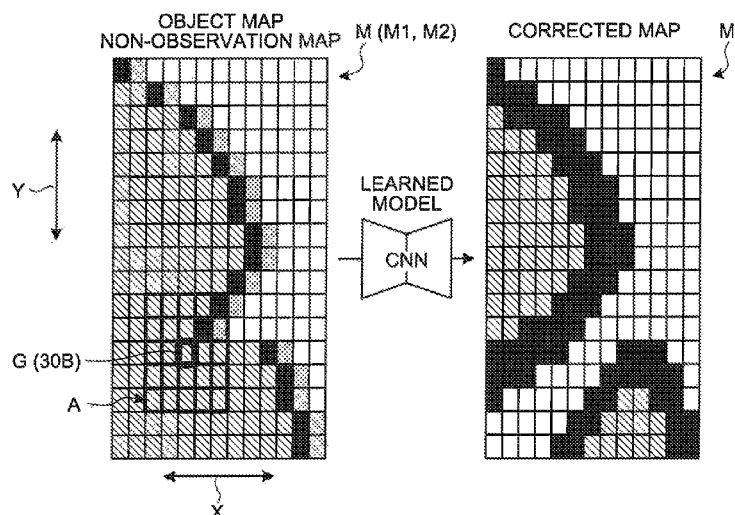 OBJECT MAP
NON-OBSERVATION MAP
M (M1, M2)
CORRECTED MAP
M
Y
LEARNED
MODEL
CNN
G (30B)
A
X